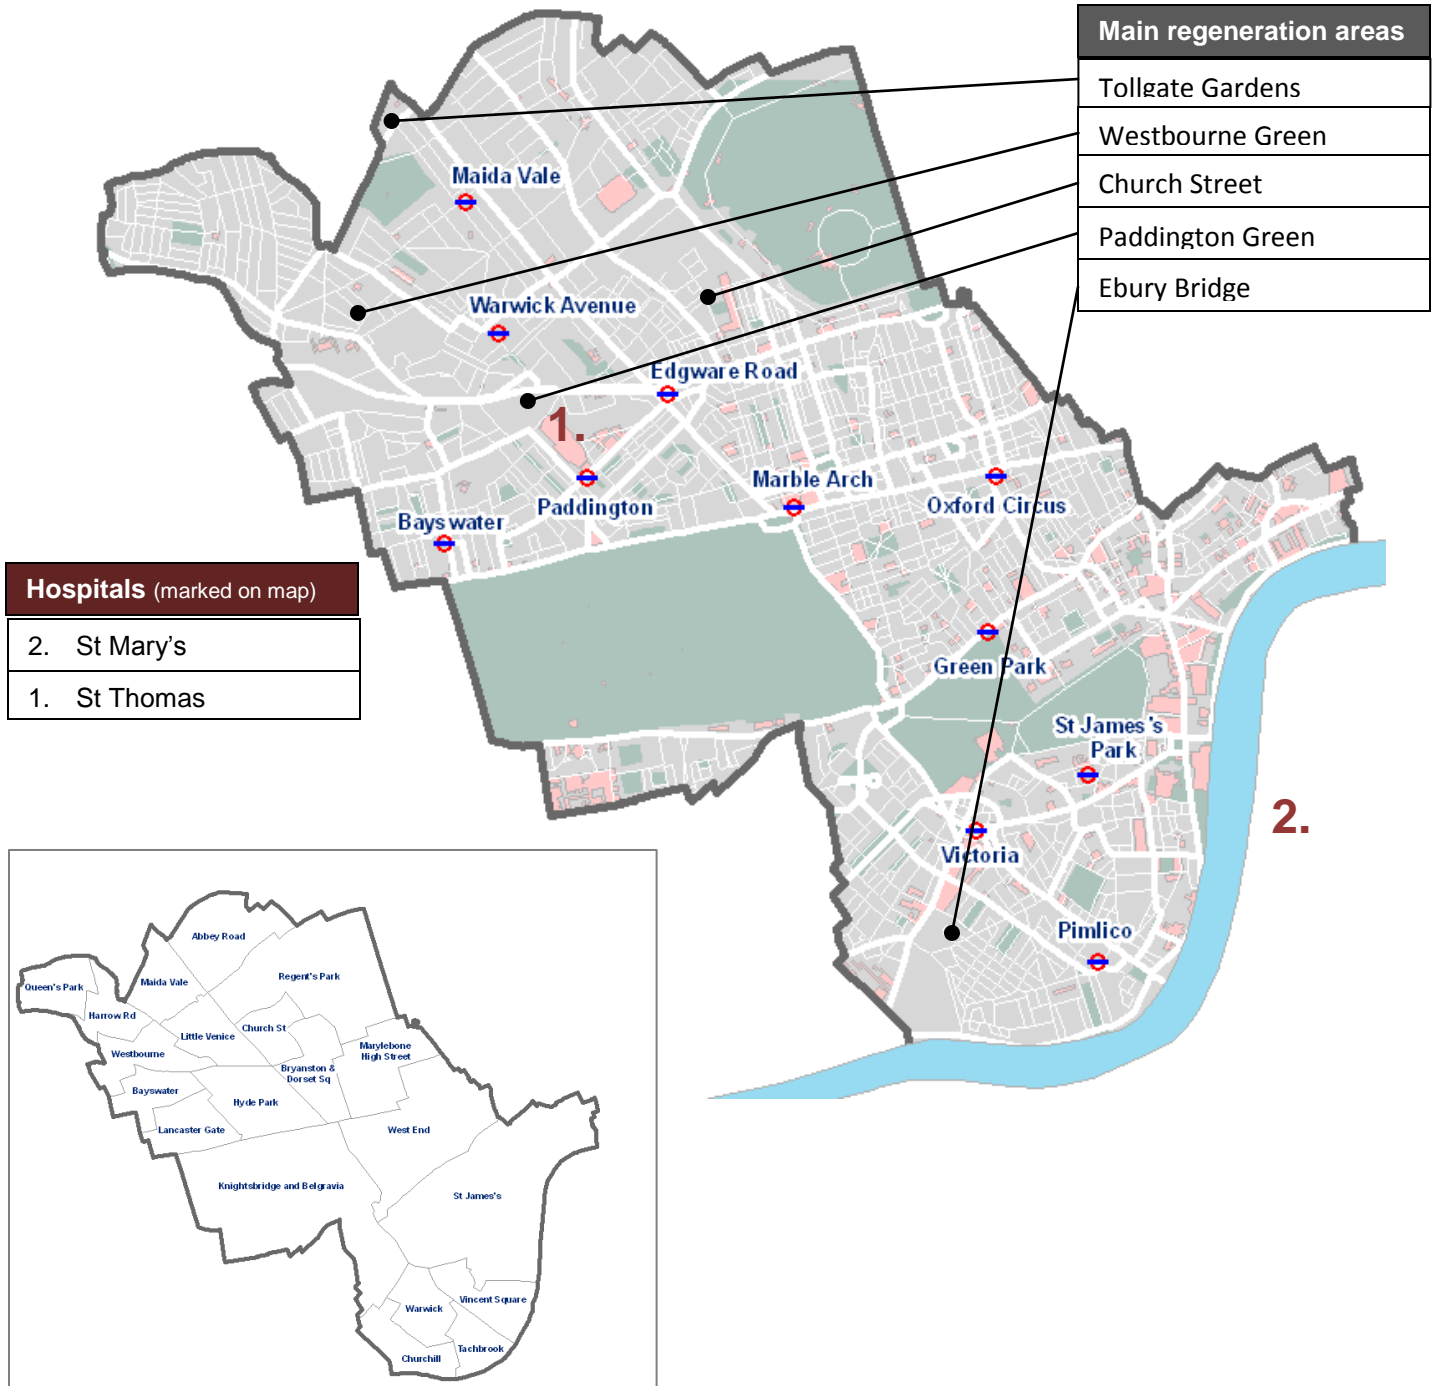 Main regeneration areas
Tollgate Gardens
Westbourne Green
Church Street
Paddington Green
Ebury Bridge
Maida Vale
Warwick Avenue
Edgware Road
1.
Paddington
Marble Arch
Oxford Circus
Bayswater
Hospitals (marked on map)
2. St Mary’s
1. St Thomas
Green Park
St James's
Park
2.
Victoria
Pimlico
Abbey Road
Regent's Park
Queen's Park
Maida Vale
Harrow Rd
Church St
Little Venice
Westbourne
Marylebone
High Street
Bryanston &
Dorset Sq
Bayswater
Hyde Park
Lancaster Gate
West End
Knightsbridge and Belgravia
St James's
Vincent Square
Warwick
Tachbrook
Churchill